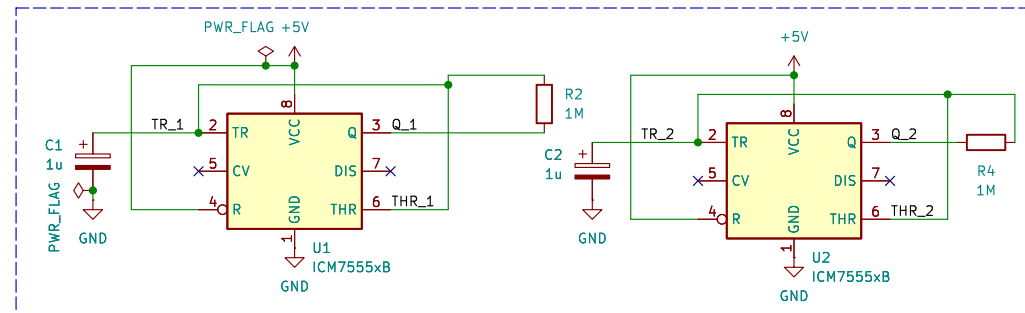 PWR_FLAG +5V
R2
1M
C1
1u
+
PWR_FLAG
GND
TR_1
2 TR
5 CV
4 R
8
VCC
GND
1
Q 3
DIS 7
THR 6
Q_1
THR_1
U1
ICM7555xB
GND
+5V
C2
1u
+
GND
TR_2
2 TR
5 CV
4 R
8
VCC
GND
1
Q 3
DIS 7
THR 6
Q_2
THR_2
R4
1M
U2
ICM7555xB
GND